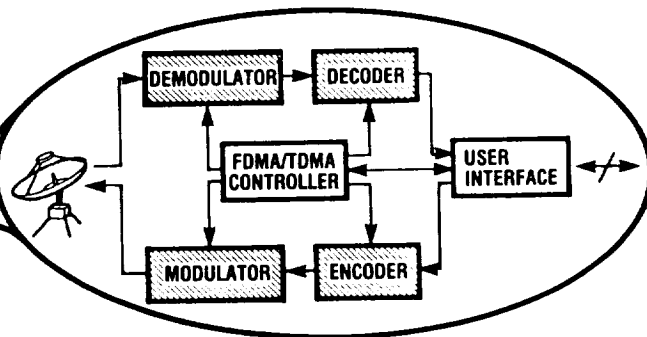 DEMODULATOR
DECODER
FDMA/TDMA
CONTROLLER
USER
INTERFACE
MODULATOR
ENCODER